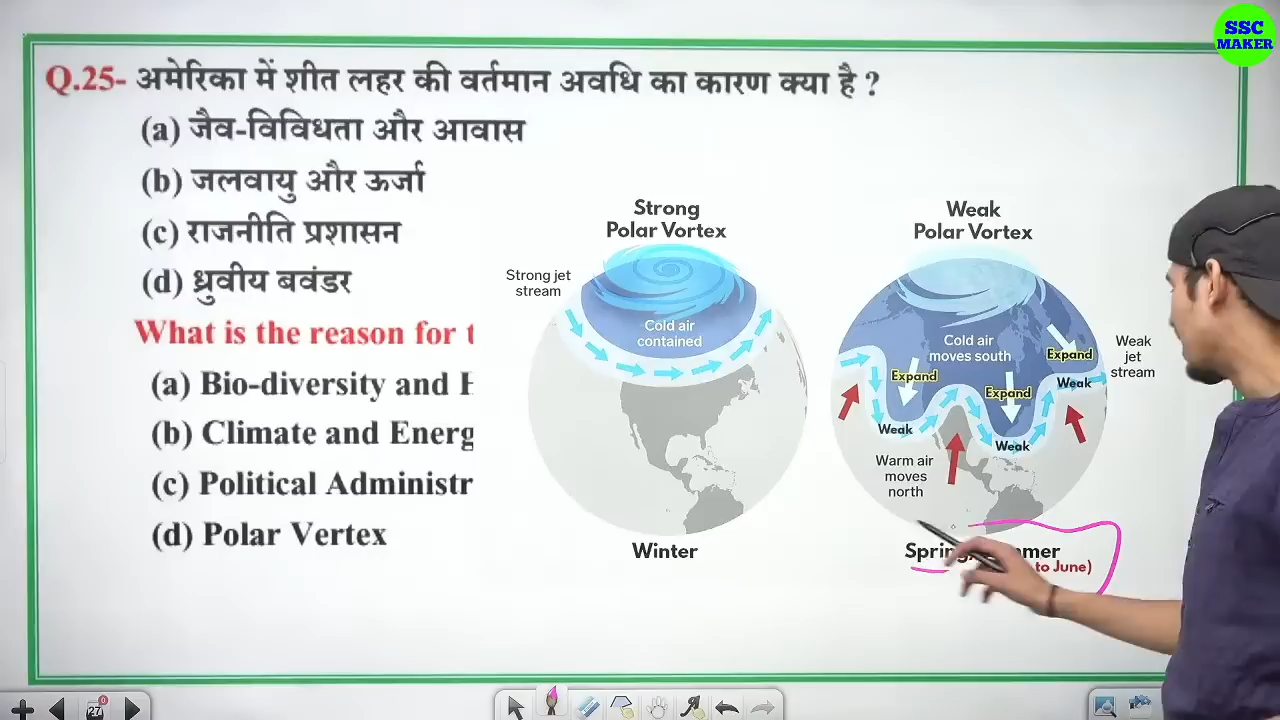 SSC
MAKER
Q.25- अमेरिका में शीत लहर की वर्तमान अवधि का कारण क्या है ?
(a) जैव-विविधता और आवास
(b) जलवायु और ऊर्जा
(c) राजनीति प्रशासन
(d) ध्रुवीय बवंडर
What is the reason for
(a) Bio-diversity and
(b) Climate and Energ
(c) Political Administr
(d) Polar Vertex
Strong
Polar Vortex
Strong jet
stream
Cold air
contained
Winter
Weak
Polar Vortex
Cold air
moves south
Expand
Expand
Expand
Weak
Weak
Weak
Weak
jet
stream
Warm air
moves
north
Spring
to June)
27
0